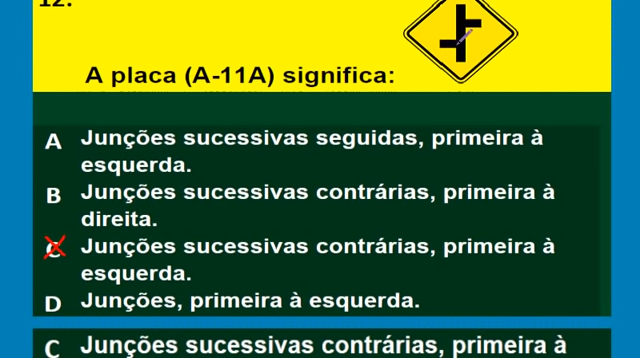 12.
A placa (A-11A) significa:
A Junções sucessivas seguidas, primeira à
esquerda.
B Junções sucessivas contrárias, primeira à
direita.
C Junções sucessivas contrárias, primeira à
esquerda.
D Junções, primeira à esquerda.
C Junções sucessivas contrárias, primeira à